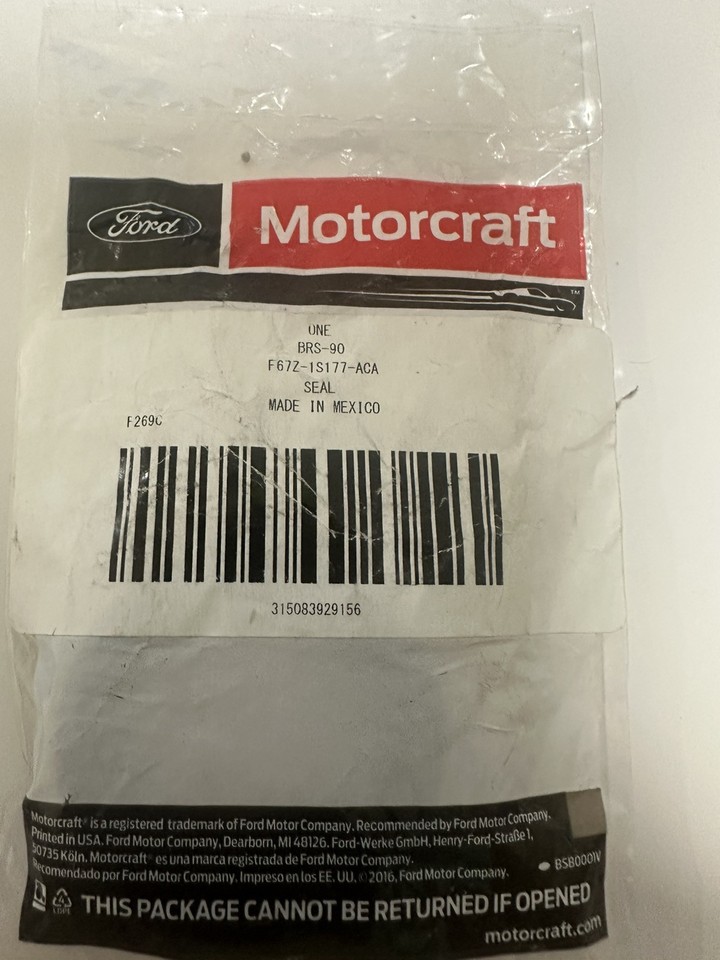 Ford Motorcraft
TM
ONE
BRS-90
F67Z-1S177-ACA
SEAL
MADE IN MEXICO
F269C
315083929156
Motorcraft® is a registered trademark of Ford Motor Company. Recommended by Ford Motor Company.
Printed in USA. Ford Motor Company, Dearborn, MI 48126. Ford-Werke GmbH, Henry-Ford-Straße 1,
50735 Köln. Motorcraft® es una marca registrada de Ford Motor Company.
Recomendado por Ford Motor Company. Impreso en los EE. UU. © 2016, Ford Motor Company.
BSB0001V
4
LDPE
THIS PACKAGE CANNOT BE RETURNED IF OPENED
motorcraft.com